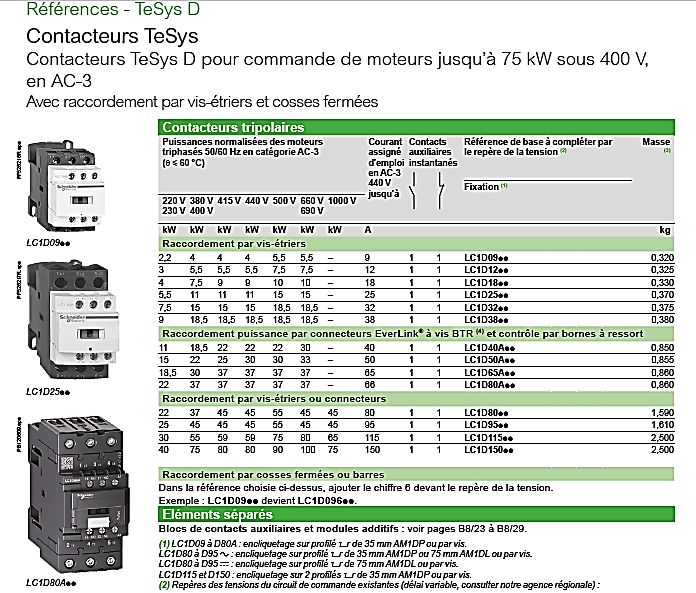 Références - TeSys D
Contacteurs TeSys
Contacteurs TeSys D pour commande de moteurs jusqu'à 75 kW sous 400 V,
en AC-3
Avec raccordement par vis-étriers et cosses fermées
Contacteurs tripolaires
Puissances normalisées des moteurs
triphasés 50/60 Hz en catégorie AC-3
(θ ≤ 60 °C)
Courant
assigné
d'emploi
en AC-3
440 V
jusqu'à
Contacts
auxiliaires
instantanés
Référence de base à compléter par
le repère de la tension (2)
Fixation (1)
Masse
(3)
220 V 380 V 415 V 440 V 500 V 660 V 1000 V
230 V 400 V 690 V
kW kW kW kW kW kW kW A kg
Raccordement par vis-étriers
2,2 4 4 4 5,5 5,5 – 9 1 1 LC1D09●● 0,320
3 5,5 5,5 5,5 7,5 7,5 – 12 1 1 LC1D12●● 0,325
4 7,5 9 9 10 10 – 18 1 1 LC1D18●● 0,330
5,5 11 11 11 15 15 – 25 1 1 LC1D25●● 0,370
7,5 15 15 15 18,5 18,5 – 32 1 1 LC1D32●● 0,375
9 18,5 18,5 18,5 18,5 18,5 – 38 1 1 LC1D38●● 0,380
Raccordement puissance par connecteurs EverLink® à vis BTR (4) et contrôle par bornes à ressort
11 18,5 22 22 22 30 – 40 1 1 LC1D40A●● 0,850
15 22 25 30 30 33 – 50 1 1 LC1D50A●● 0,855
18,5 30 37 37 37 37 – 65 1 1 LC1D65A●● 0,860
22 37 37 37 37 37 – 66 1 1 LC1D80A●● 0,860
Raccordement par vis-étriers ou connecteurs
22 37 45 45 55 45 45 80 1 1 LC1D80●● 1,590
25 45 45 45 55 45 45 95 1 1 LC1D95●● 1,610
30 55 59 59 75 80 65 115 1 1 LC1D115●● 2,500
40 75 80 80 90 100 75 150 1 1 LC1D150●● 2,500
Raccordement par cosses fermées ou barres
Dans la référence choisie ci-dessus, ajouter le chiffre 6 devant le repère de la tension.
Exemple : LC1D09●● devient LC1D096●●.
Eléments séparés
Blocs de contacts auxiliaires et modules additifs : voir pages B8/23 à B8/29.
(1) LC1D09 à D80A : encliquetage sur profilé ㄥr de 35 mm AM1DP ou par vis.
LC1D80 à D95 ∼ : encliquetage sur profilé ㄥr de 35 mm AM1DP ou 75 mm AM1DL ou par vis.
LC1D80 à D95 ⎓ : encliquetage sur profilé ㄥr de 75 mm AM1DL ou par vis.
LC1D115 et D150 : encliquetage sur 2 profilés ㄥr de 35 mm AM1DP ou par vis.
(2) Repères des tensions du circuit de commande existantes (délai variable, consulter notre agence régionale) :
LC1D09●●
Schneider
LC1D25●●
Schneider
LC1D80A●●